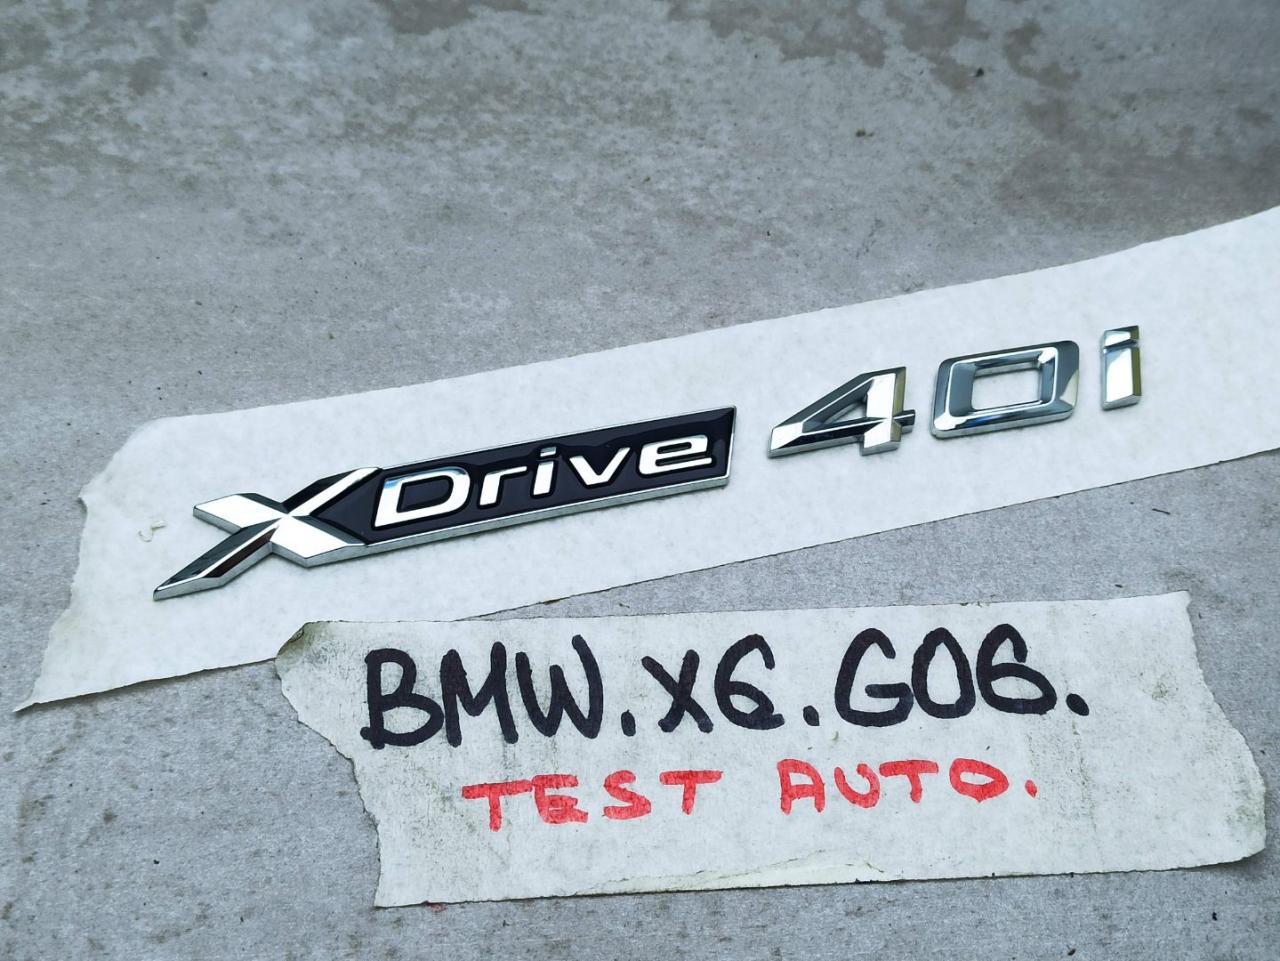 XDrive 40i
BMW.X6.G06.
TEST AUTO.